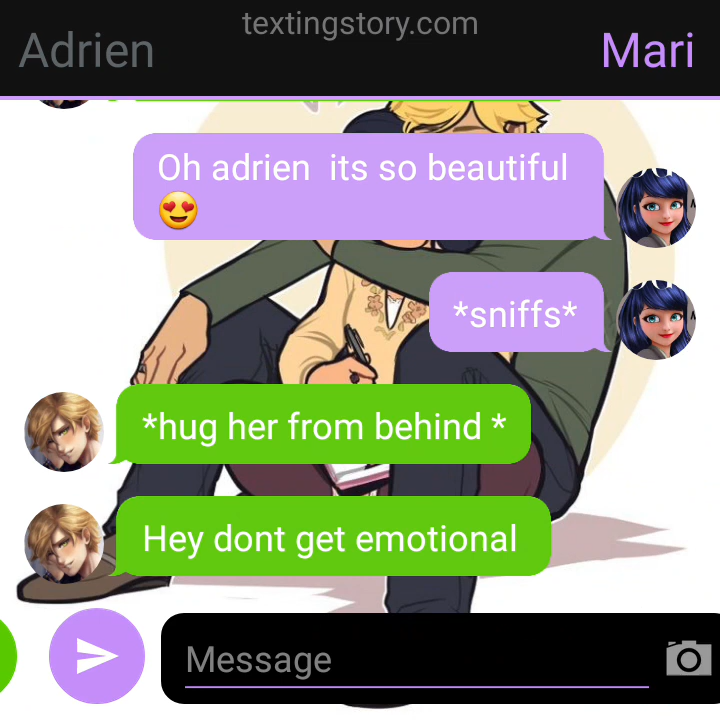 textingstory.com
Adrien
Mari
Oh adrien  its so beautiful
😍
*sniffs*
*hug her from behind *
Hey dont get emotional
Message